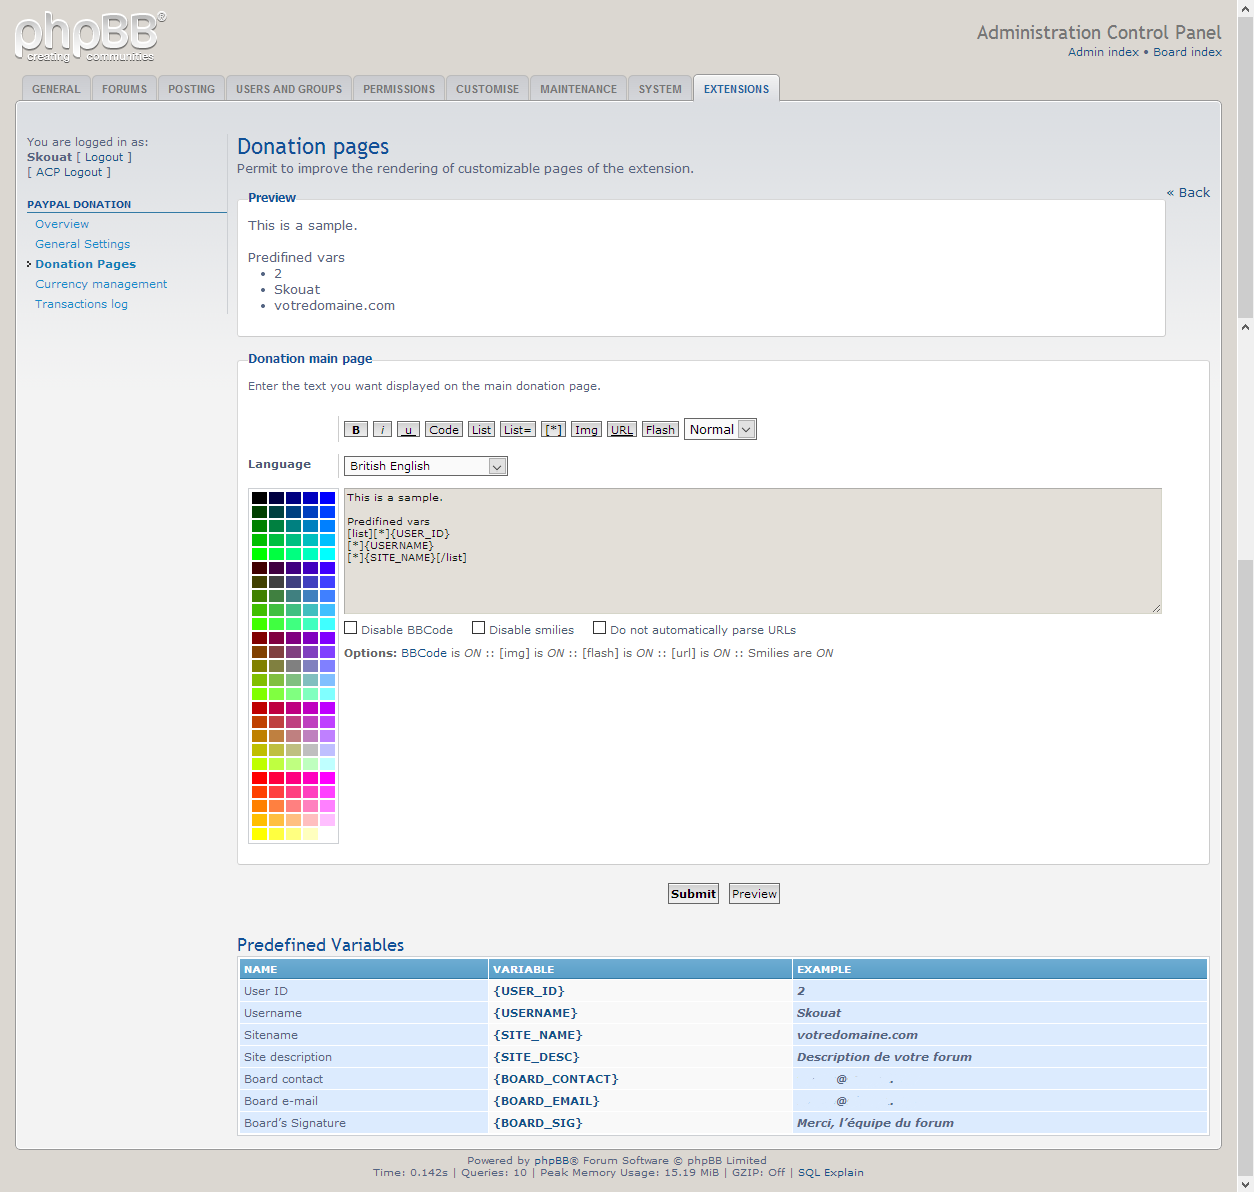 phpBB®
creating communities
Administration Control Panel
Admin index • Board index
GENERAL FORUMS POSTING USERS AND GROUPS PERMISSIONS CUSTOMISE MAINTENANCE SYSTEM EXTENSIONS
You are logged in as:
Skouat [ Logout ]
[ ACP Logout ]
PAYPAL DONATION
Overview
General Settings
Donation Pages
Currency management
Transactions log
Donation pages
Permit to improve the rendering of customizable pages of the extension.
« Back
Preview
This is a sample.
Predifined vars
• 2
• Skouat
• votredomaine.com
Donation main page
Enter the text you want displayed on the main donation page.
B i u Code List List= [*] Img URL Flash Normal
Language British English
This is a sample.
Predifined vars
[list][*]{USER_ID}
[*]{USERNAME}
[*]{SITE_NAME}[/list]
Disable BBCode Disable smilies Do not automatically parse URLs
Options: BBCode is ON :: [img] is ON :: [flash] is ON :: [url] is ON :: Smilies are ON
Submit Preview
Predefined Variables
NAME VARIABLE EXAMPLE
User ID {USER_ID} 2
Username {USERNAME} Skouat
Sitename {SITE_NAME} votredomaine.com
Site description {SITE_DESC} Description de votre forum
Board contact {BOARD_CONTACT} @ .
Board e-mail {BOARD_EMAIL} @ .
Board’s Signature {BOARD_SIG} Merci, l’équipe du forum
Powered by phpBB® Forum Software © phpBB Limited
Time: 0.142s | Queries: 10 | Peak Memory Usage: 15.19 MiB | GZIP: Off | SQL Explain